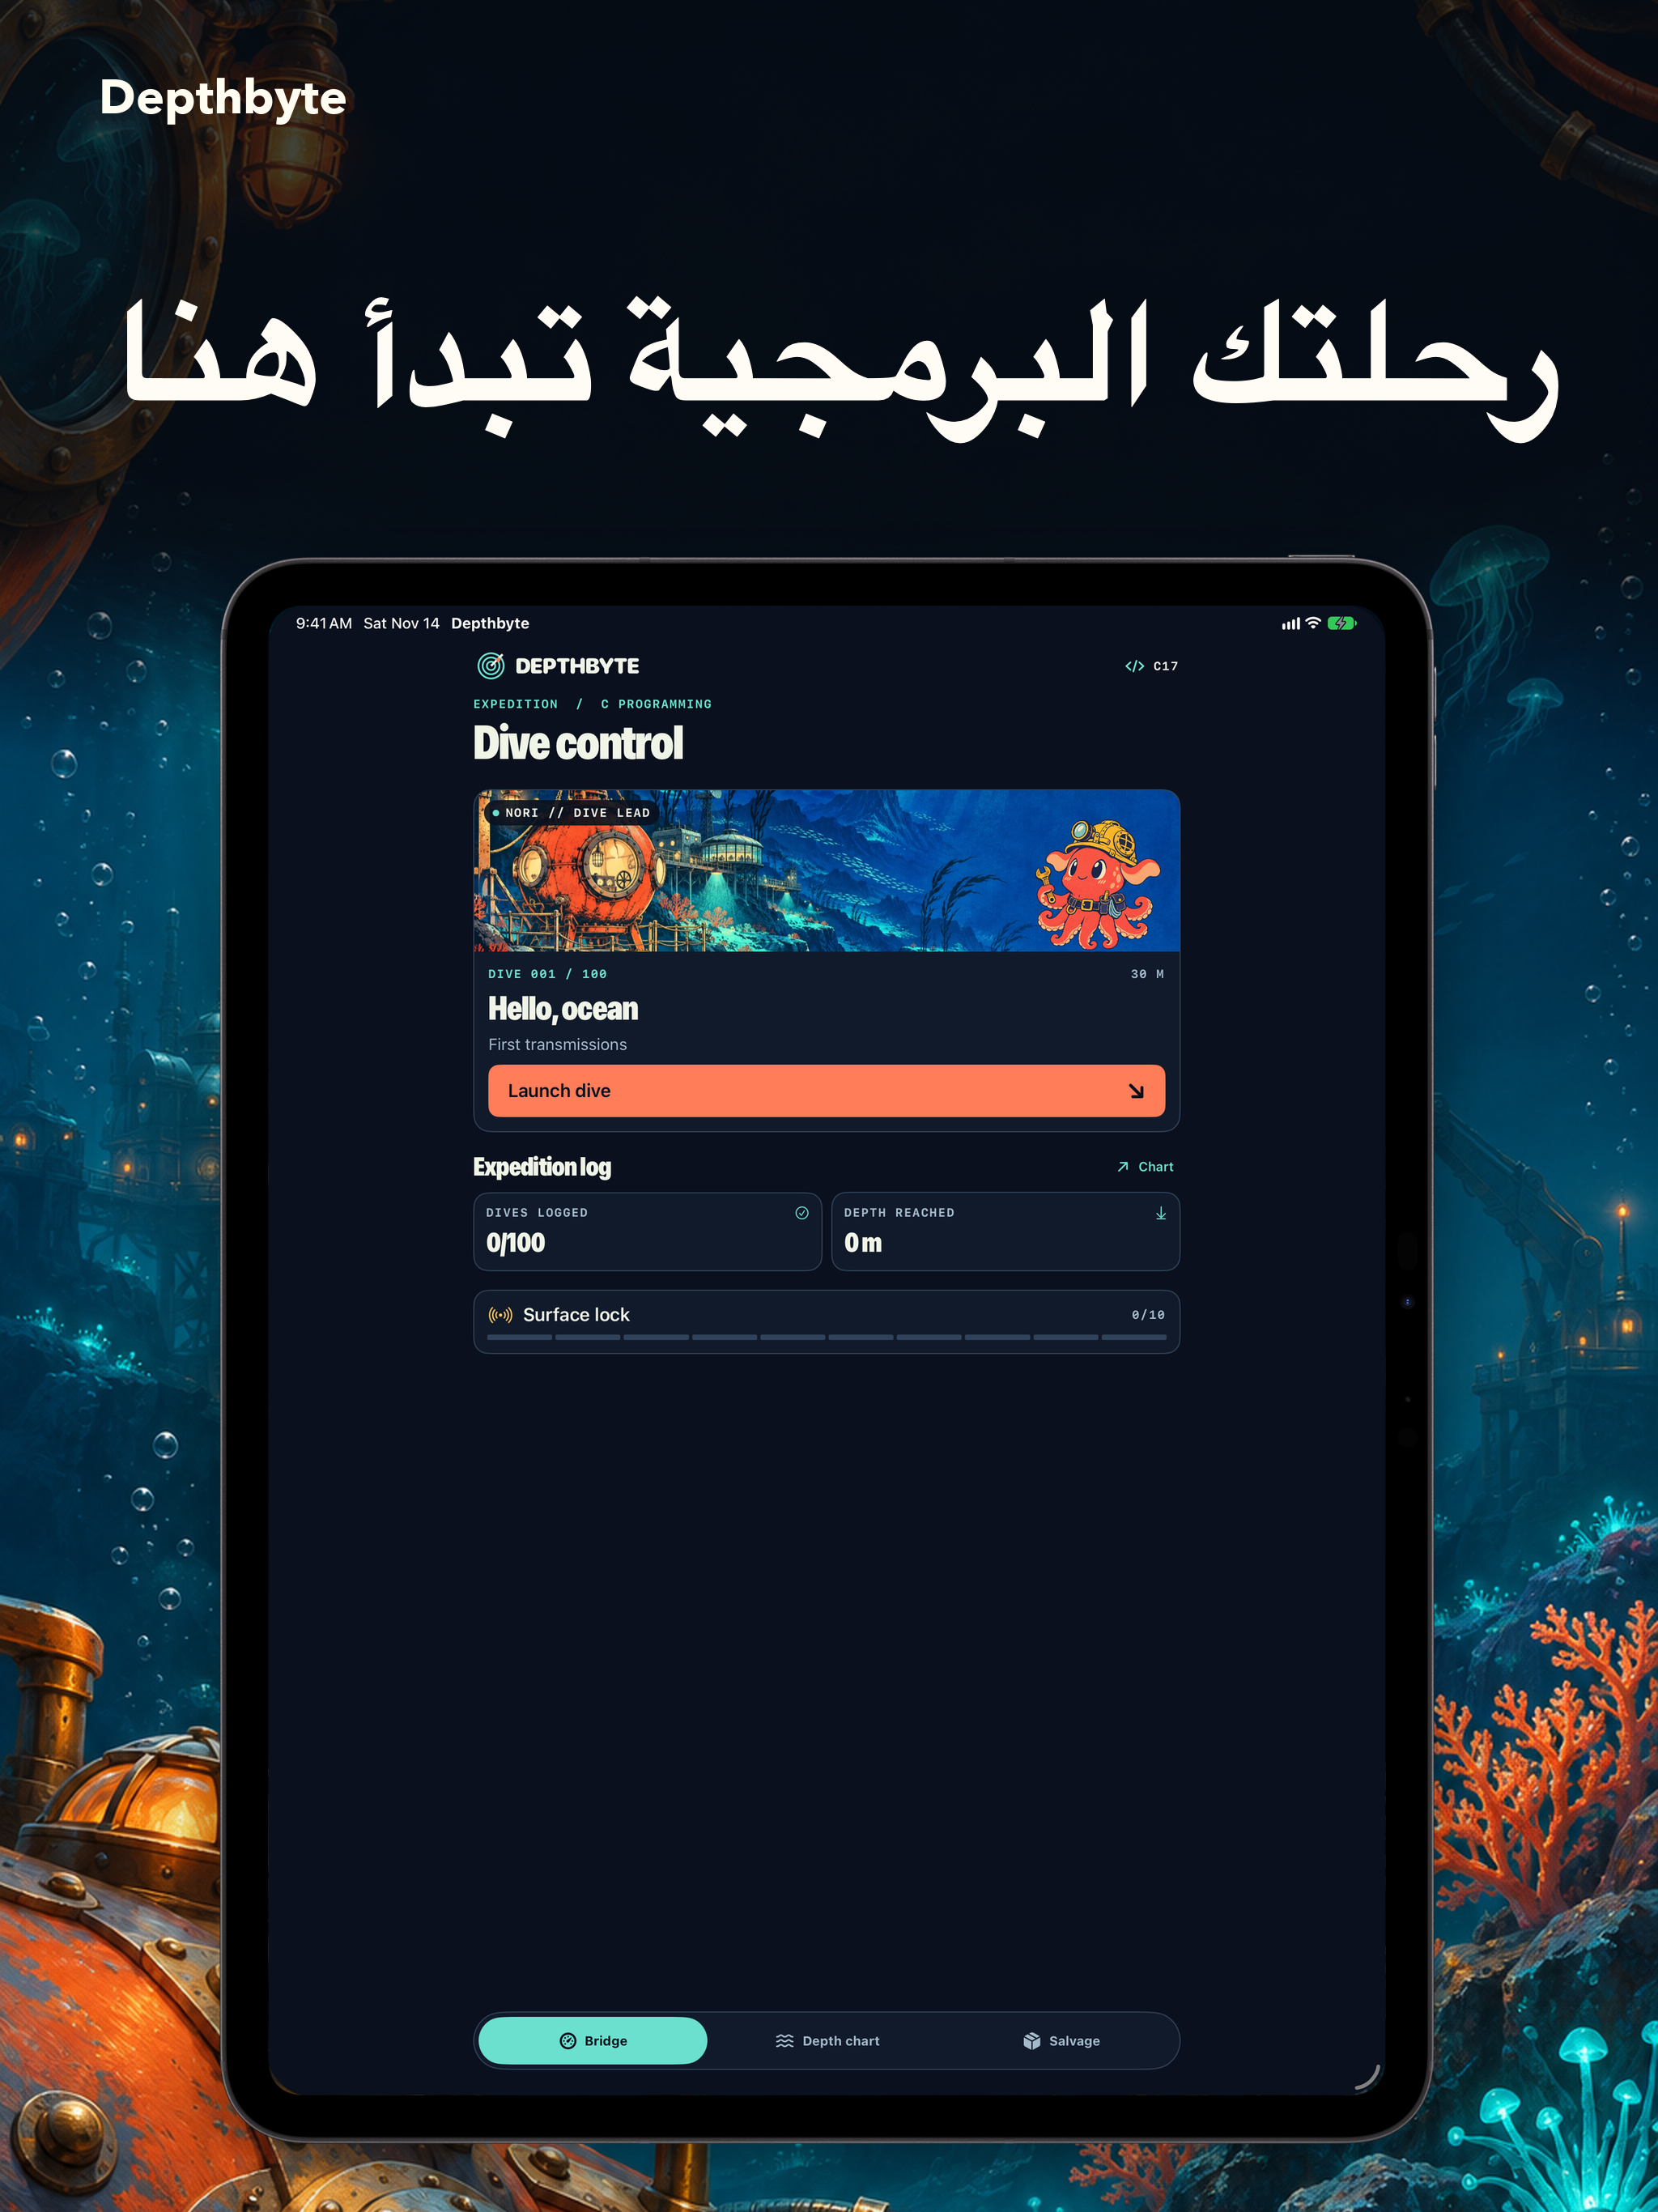 Depthbyte
رحلتك البرمجية تبدأ هنا
9:41 AM Sat Nov 14 Depthbyte
DEPTHBYTE
</> C17
EXPEDITION / C PROGRAMMING
Dive control
NORI // DIVE LEAD
DIVE 001 / 100
30 M
Hello, ocean
First transmissions
Launch dive
Expedition log
Chart
DIVES LOGGED
0/100
DEPTH REACHED
0 m
Surface lock
0/10
Bridge
Depth chart
Salvage